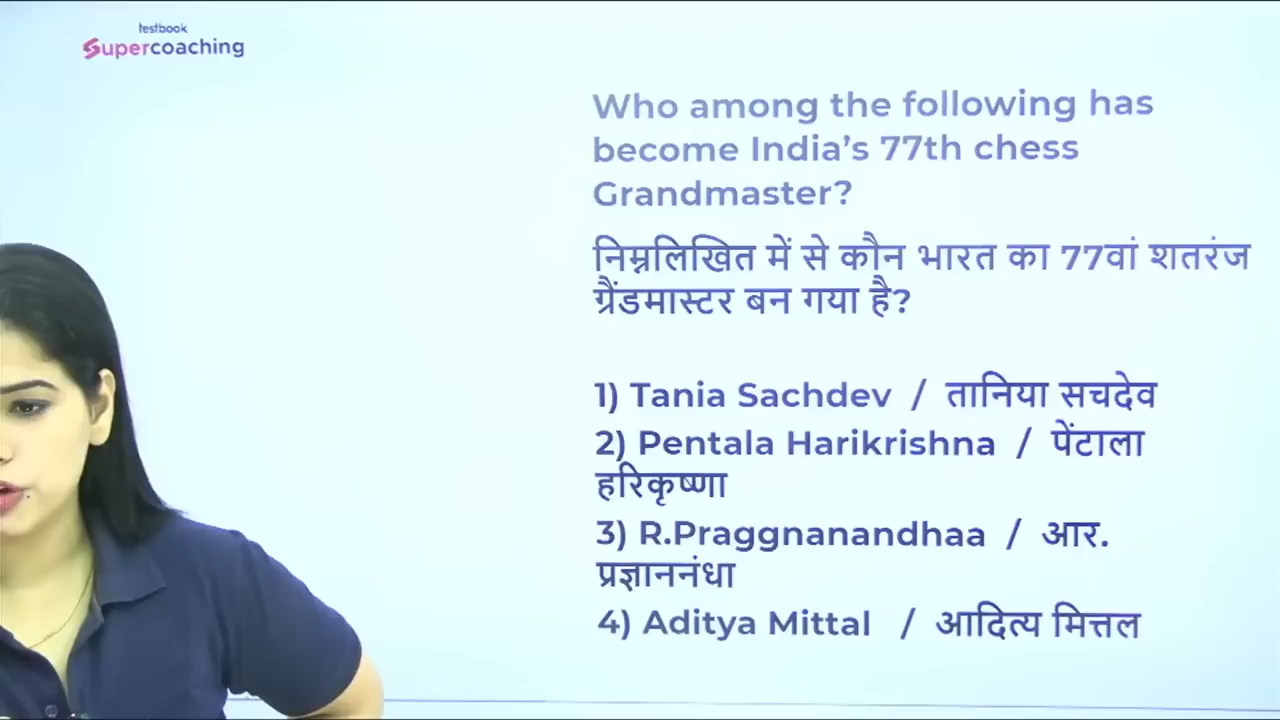 testbook
Supercoaching
Who among the following has
become India's 77th chess
Grandmaster?
निम्नलिखित में से कौन भारत का 77वां शतरंज
ग्रैंडमास्टर बन गया है?
1) Tania Sachdev / तानिया सचदेव
2) Pentala Harikrishna / पेंटाला
हरिकृष्णा
3) R.Praggnanandhaa / आर.
प्रज्ञाननंधा
4) Aditya Mittal / आदित्य मित्तल